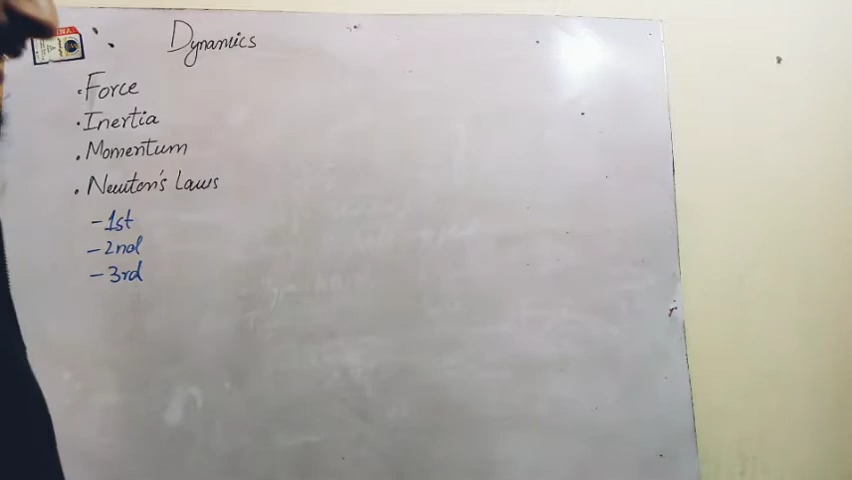 Dynamics
. Force
. Inertia
. Momentum
. Newton's Laws
- 1st
- 2nd
- 3rd